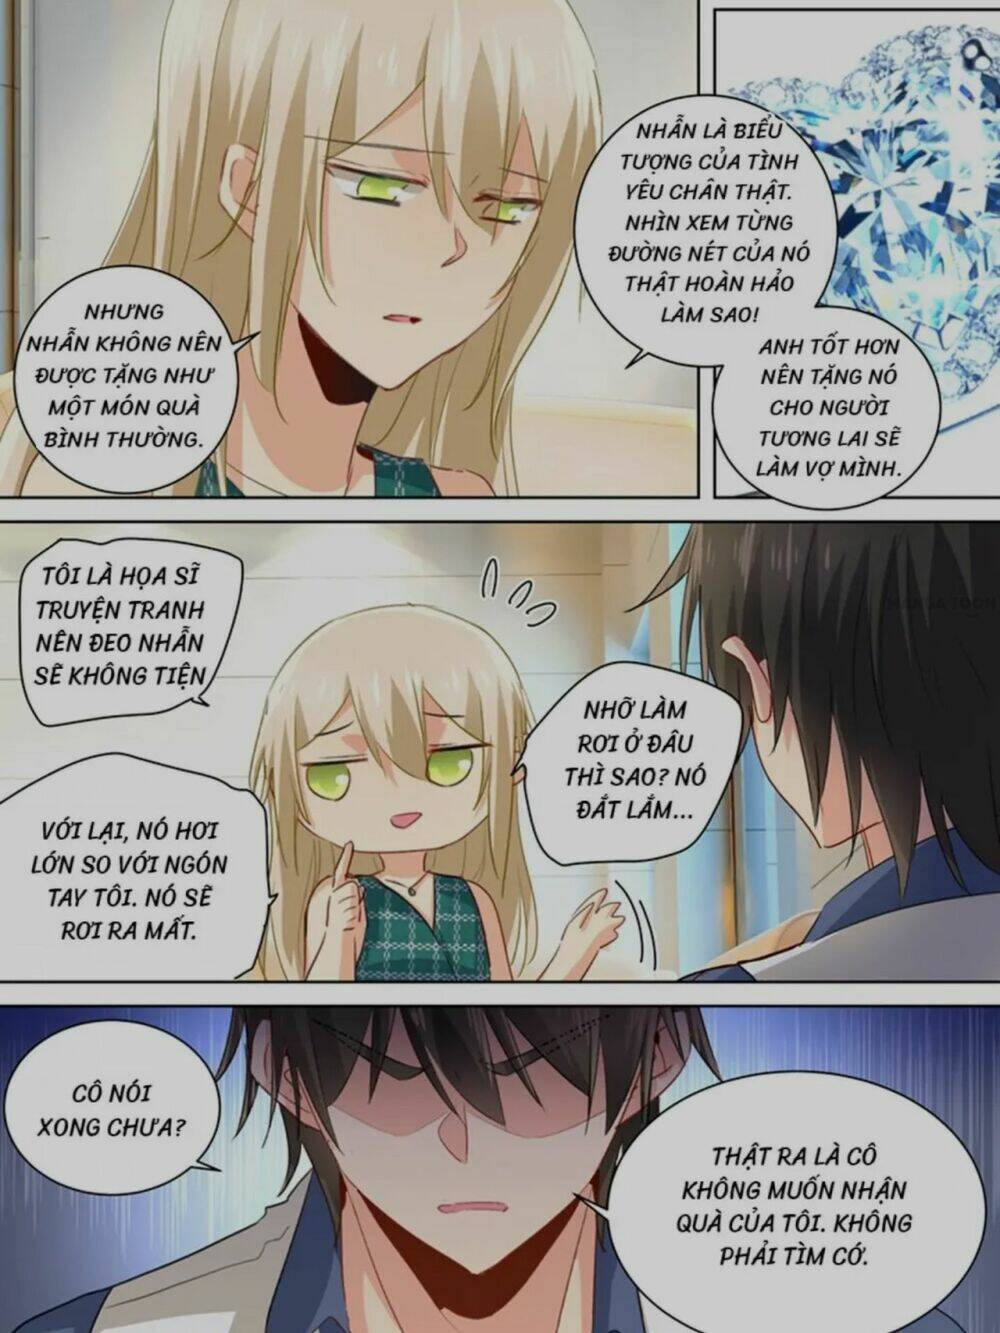 NHƯNG
NHẪN KHÔNG NÊN
ĐƯỢC TẶNG NHƯ
MỘT MÓN QUÀ
BÌNH THƯỜNG.
NHẪN LÀ BIỂU
TƯỢNG CỦA TÌNH
YÊU CHÂN THẬT.
NHÌN XEM TỪNG
ĐƯỜNG NÉT CỦA NÓ
THẬT HOÀN HẢO
LÀM SAO!
ANH TỐT HƠN
NÊN TẶNG NÓ
CHO NGƯỜI
TƯƠNG LAI SẼ
LÀM VỢ MÌNH.
TÔI LÀ HỌA SĨ
TRUYỆN TRANH
NÊN ĐEO NHẪN
SẼ KHÔNG TIỆN
VỚI LẠI, NÓ HƠI
LỚN SO VỚI NGÓN
TAY TÔI. NÓ SẼ
RƠI RA MẤT.
NHỠ LÀM
RƠI Ở ĐÂU
THÌ SAO? NÓ
ĐẮT LẮM...
MANGA TOON
CÔ NÓI
XONG CHƯA?
THẬT RA LÀ CÔ
KHÔNG MUỐN NHẬN
QUÀ CỦA TÔI. KHÔNG
PHẢI TÌM CỚ.